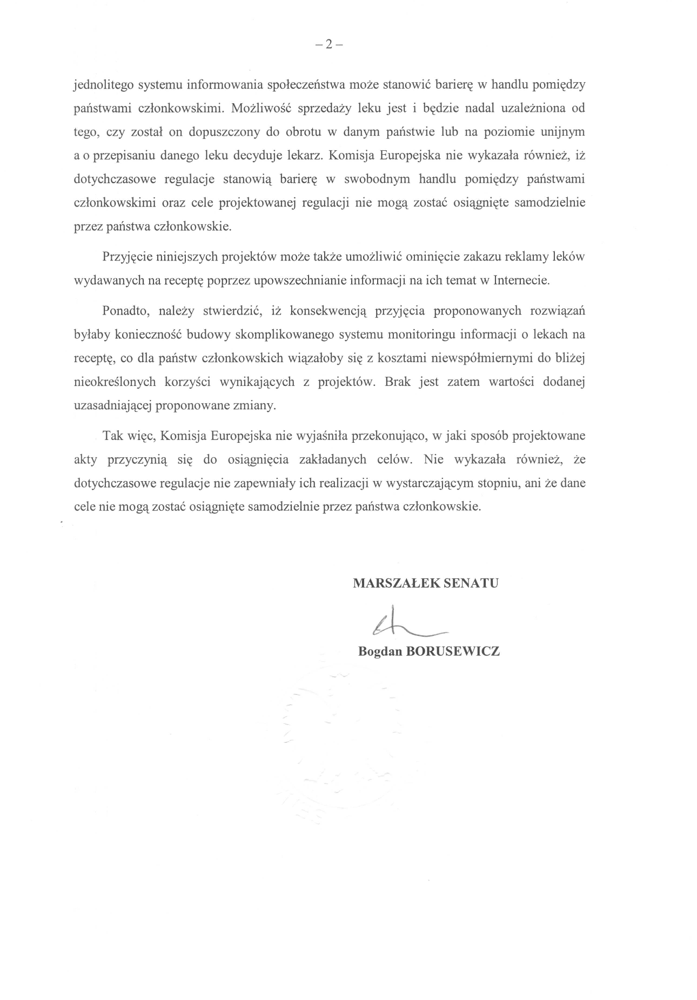 – 2 –
jednolitego systemu informowania społeczeństwa może stanowić barierę w handlu pomiędzy
państwami członkowskimi. Możliwość sprzedaży leku jest i będzie nadal uzależniona od
tego, czy został on dopuszczony do obrotu w danym państwie lub na poziomie unijnym
a o przepisaniu danego leku decyduje lekarz. Komisja Europejska nie wykazała również, iż
dotychczasowe regulacje stanowią barierę w swobodnym handlu pomiędzy państwami
członkowskimi oraz cele projektowanej regulacji nie mogą zostać osiągnięte samodzielnie
przez państwa członkowskie.
Przyjęcie niniejszych projektów może także umożliwić ominięcie zakazu reklamy leków
wydawanych na receptę poprzez upowszechnianie informacji na ich temat w Internecie.
Ponadto, należy stwierdzić, iż konsekwencją przyjęcia proponowanych rozwiązań
byłaby konieczność budowy skomplikowanego systemu monitoringu informacji o lekach na
receptę, co dla państw członkowskich wiązałoby się z kosztami niewspółmiernymi do bliżej
nieokreślonych korzyści wynikających z projektów. Brak jest zatem wartości dodanej
uzasadniającej proponowane zmiany.
Tak więc, Komisja Europejska nie wyjaśniła przekonująco, w jaki sposób projektowane
akty przyczynią się do osiągnięcia zakładanych celów. Nie wykazała również, że
dotychczasowe regulacje nie zapewniały ich realizacji w wystarczającym stopniu, ani że dane
cele nie mogą zostać osiągnięte samodzielnie przez państwa członkowskie.
MARSZAŁEK SENATU
Bogdan BORUSEWICZ